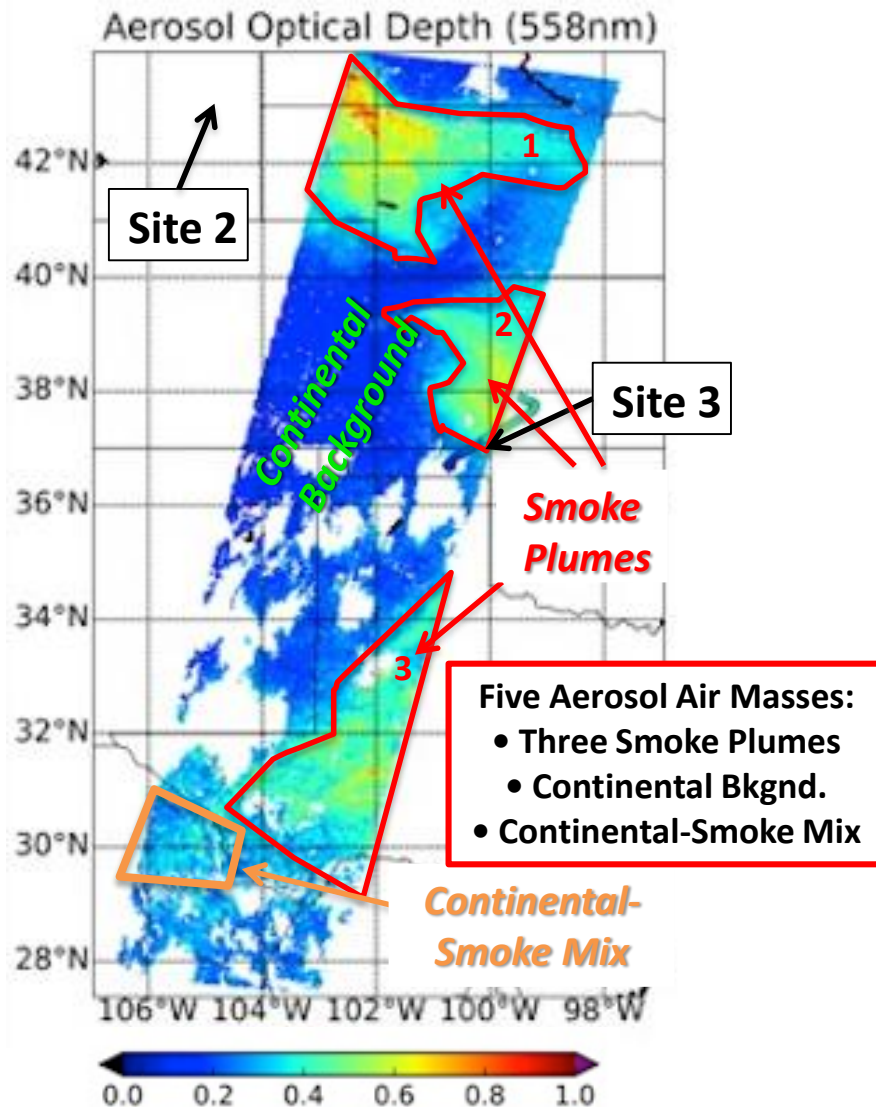 Aerosol Optical Depth (558nm)
1
42°N
Site 2
40°N
2
Continental
Background
38°N
Site 3
36°N
Smoke
Plumes
34°N
3
Five Aerosol Air Masses:
• Three Smoke Plumes
• Continental Bkgnd.
• Continental-Smoke Mix
32°N
30°N
Continental-
Smoke Mix
28°N
106°W 104°W 102°W 100°W 98°W
0.0 0.2 0.4 0.6 0.8 1.0